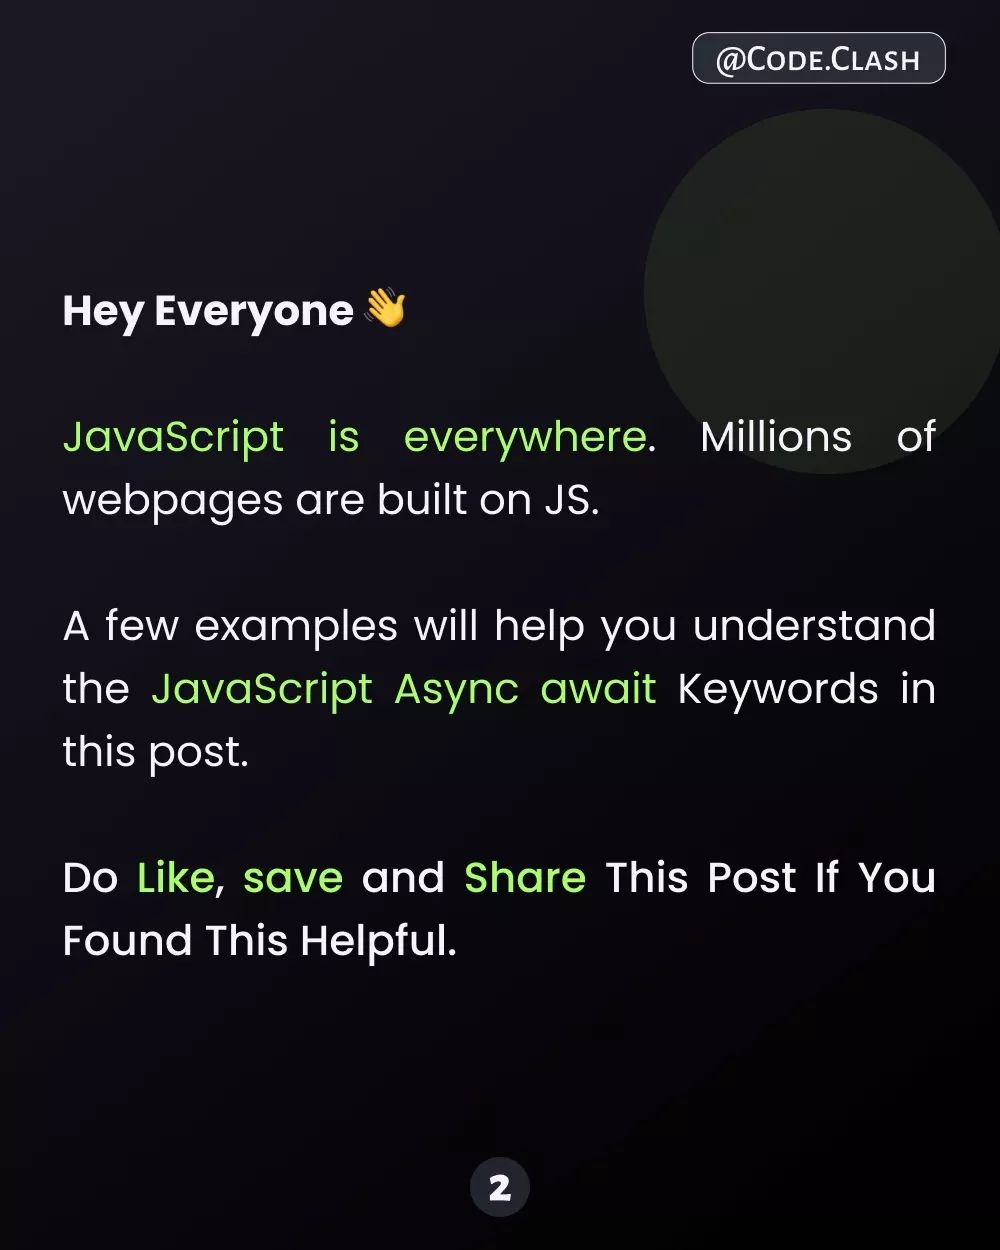 @Code.Clash
Hey Everyone 👋
JavaScript is everywhere. Millions of
webpages are built on JS.
A few examples will help you understand
the JavaScript Async await Keywords in
this post.
Do Like, save and Share This Post If You
Found This Helpful.
2